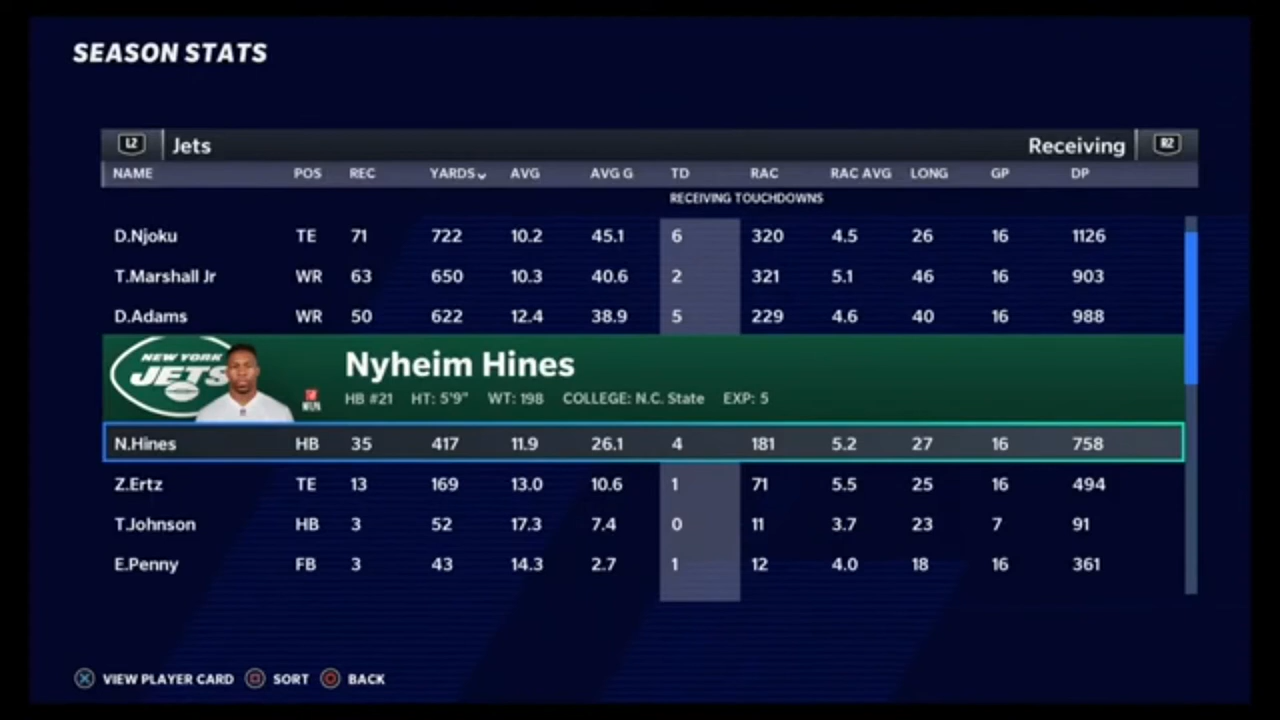 SEASON STATS
L2 Jets Receiving R2
NAME POS REC YARDS AVG AVG G TD RAC RAC AVG LONG GP DP
RECEIVING TOUCHDOWNS
D.Njoku TE 71 722 10.2 45.1 6 320 4.5 26 16 1126
T.Marshall Jr WR 63 650 10.3 40.6 2 321 5.1 46 16 903
D.Adams WR 50 622 12.4 38.9 5 229 4.6 40 16 988
NEW YORK
JETS
Nyheim Hines
NFLPA
HB #21 HT: 5'9" WT: 198 COLLEGE: N.C. State EXP: 5
N.Hines HB 35 417 11.9 26.1 4 181 5.2 27 16 758
Z.Ertz TE 13 169 13.0 10.6 1 71 5.5 25 16 494
T.Johnson HB 3 52 17.3 7.4 0 11 3.7 23 7 91
E.Penny FB 3 43 14.3 2.7 1 12 4.0 18 16 361
VIEW PLAYER CARD SORT BACK